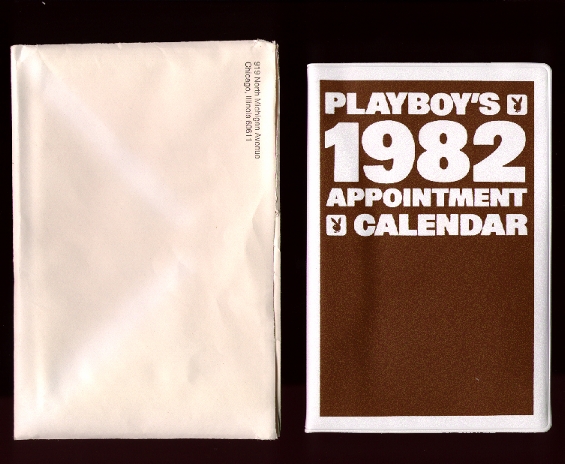 919 North Michigan Avenue
Chicago, Illinois 60611
PLAYBOY'S
1982
APPOINTMENT
CALENDAR